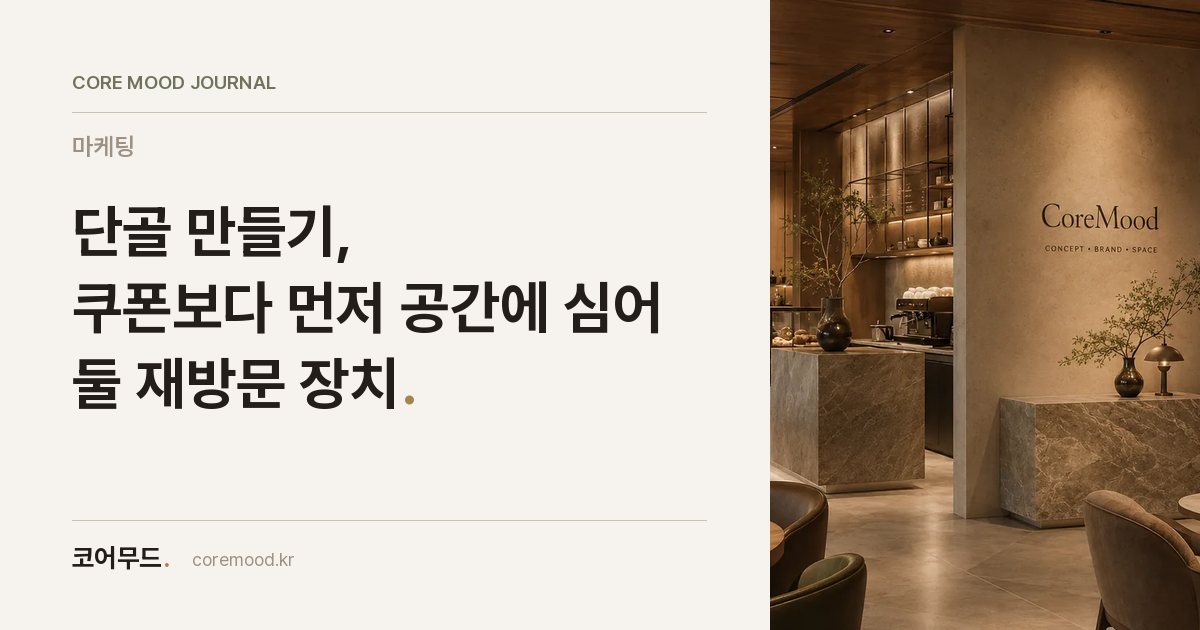 CORE MOOD JOURNAL
마케팅
단골 만들기,
쿠폰보다 먼저 공간에 심어
둘 재방문 장치.
코어무드. coremood.kr
CoreMood
CONCEPT • BRAND • SPACE